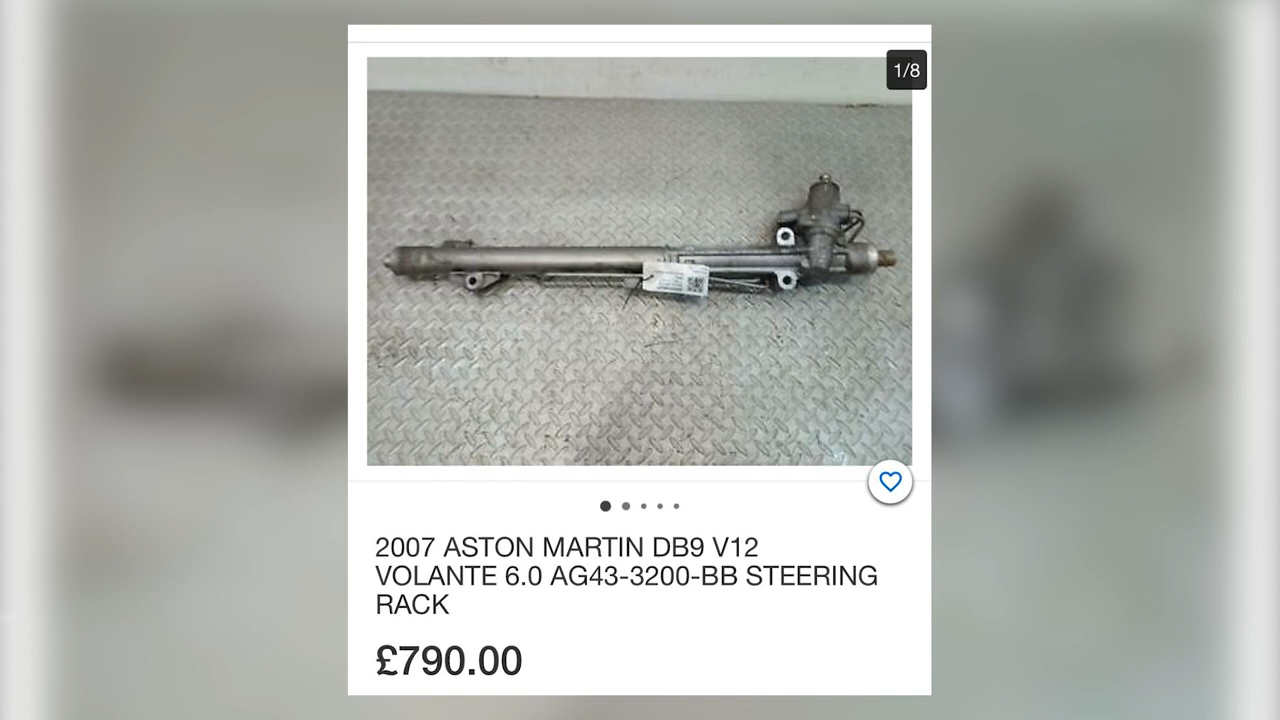 1/8
2007 ASTON MARTIN DB9 V12
VOLANTE 6.0 AG43-3200-BB STEERING
RACK
£790.00